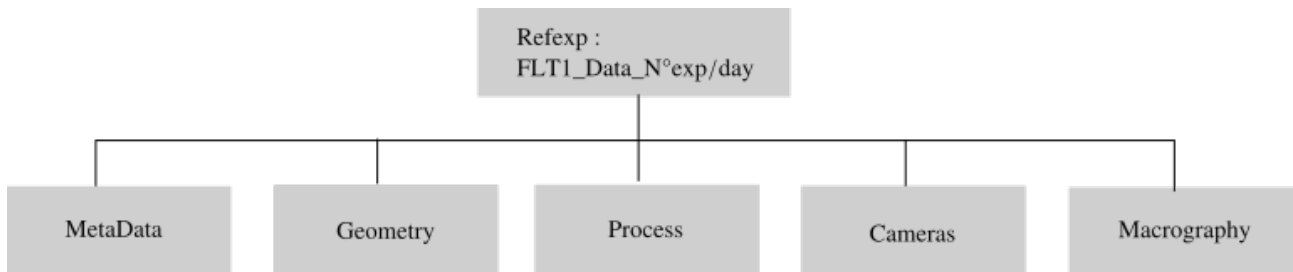 Refexp :
FLT1_Data_N°exp/day
MetaData
Geometry
Process
Cameras
Macrography